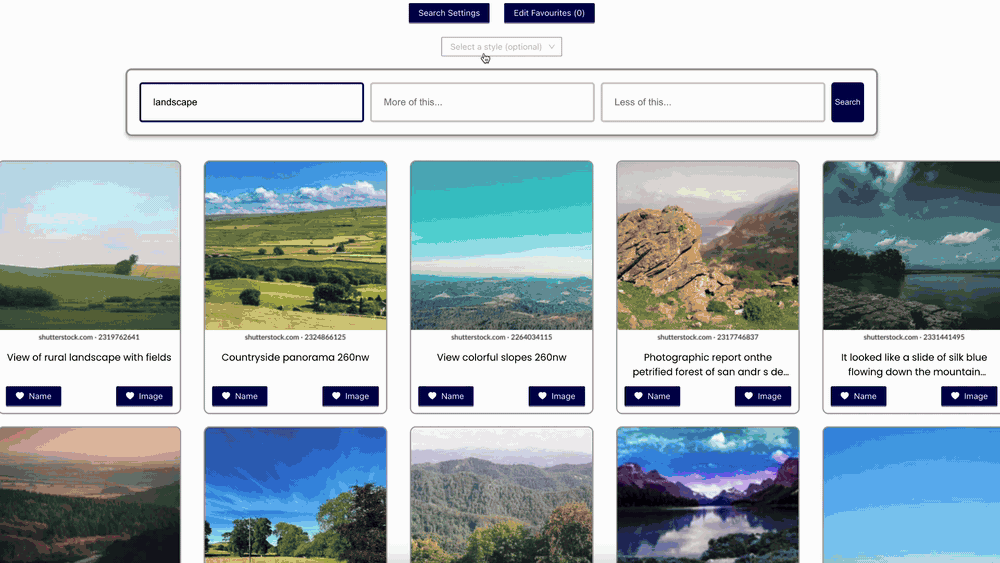 Search Settings
Edit Favourites (0)
Select a style (optional)
landscape
More of this...
Less of this...
Search
shutterstock.com · 2319762641
shutterstock.com · 2324866125
shutterstock.com · 2264034115
shutterstock.com · 2317746837
shutterstock.com · 2331441495
View of rural landscape with fields
Countryside panorama 260nw
View colorful slopes 260nw
Photographic report onthe
petrified forest of san andr s de...
It looked like a slide of silk blue
flowing down the mountain...
Name
Image
Name
Image
Name
Image
Name
Image
Name
Image